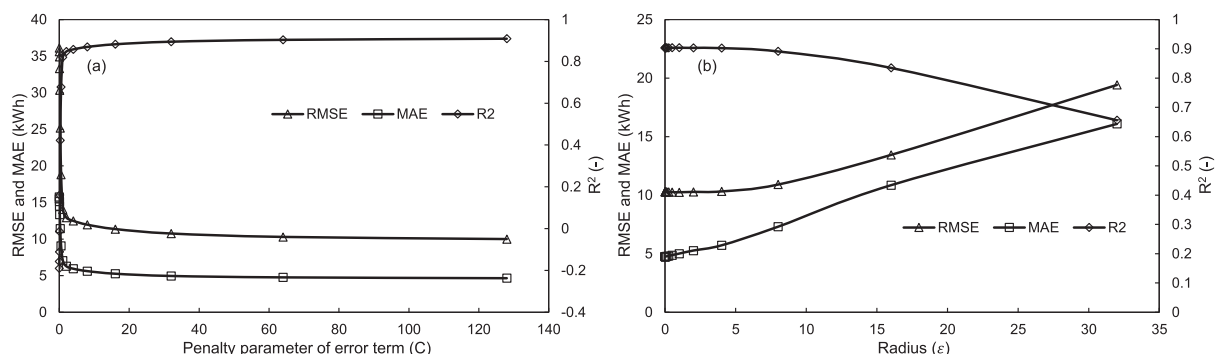 40
35
30
25
20
15
10
5
0
RMSE and MAE (kWh)
(a)
RMSE MAE R2
1
0.8
0.6
0.4
0.2
0
-0.2
-0.4
R² (-)
0 20 40 60 80 100 120 140
Penalty parameter of error term (C)
25
20
15
10
5
0
RMSE and MAE (kWh)
(b)
RMSE MAE R2
1
0.9
0.8
0.7
0.6
0.5
0.4
0.3
0.2
0.1
0
R² (-)
0 5 10 15 20 25 30 35
Radius (ε)